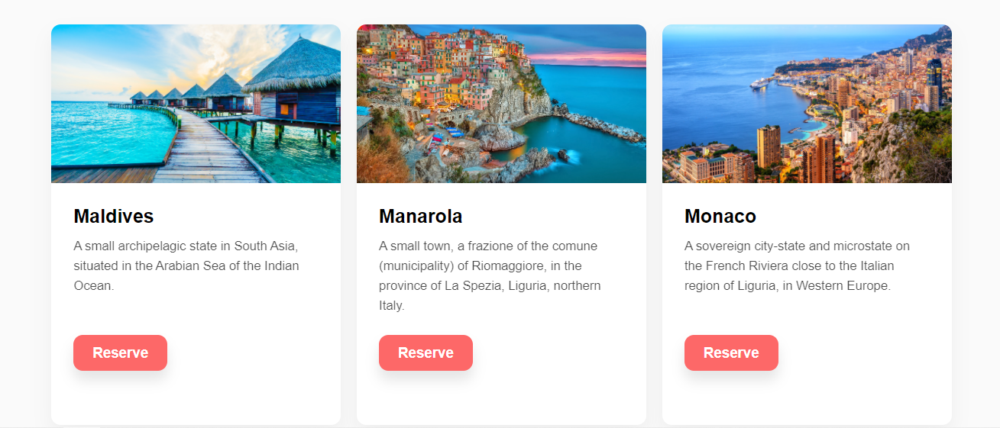 Maldives
A small archipelagic state in South Asia,
situated in the Arabian Sea of the Indian
Ocean.
Reserve
Manarola
A small town, a frazione of the comune
(municipality) of Riomaggiore, in the
province of La Spezia, Liguria, northern
Italy.
Reserve
Monaco
A sovereign city-state and microstate on
the French Riviera close to the Italian
region of Liguria, in Western Europe.
Reserve